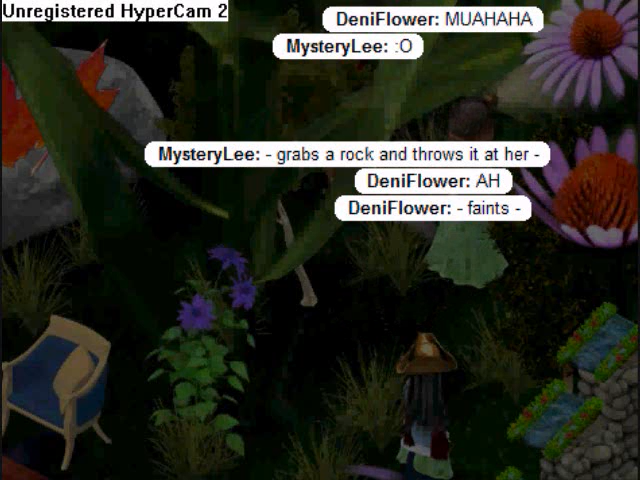 Unregistered HyperCam 2
DeniFlower: MUAHAHA
MysteryLee: :O
MysteryLee: - grabs a rock and throws it at her -
DeniFlower: AH
DeniFlower: - faints -